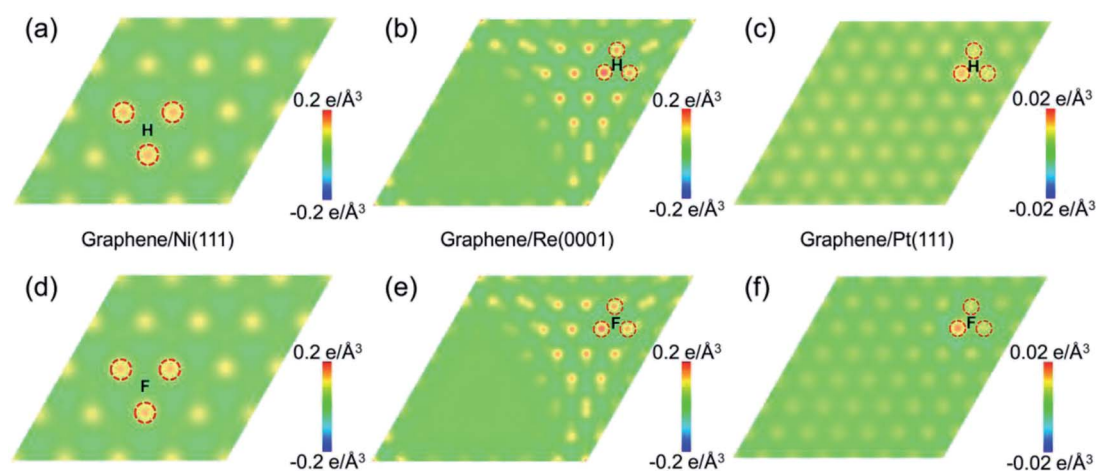 (a)
(b)
(c)
H
0.2 e/Å³
-0.2 e/Å³
H
0.2 e/Å³
-0.2 e/Å³
H
0.02 e/Å³
-0.02 e/Å³
Graphene/Ni(111)
Graphene/Re(0001)
Graphene/Pt(111)
(d)
(e)
(f)
F
0.2 e/Å³
-0.2 e/Å³
F
0.2 e/Å³
-0.2 e/Å³
F
0.02 e/Å³
-0.02 e/Å³